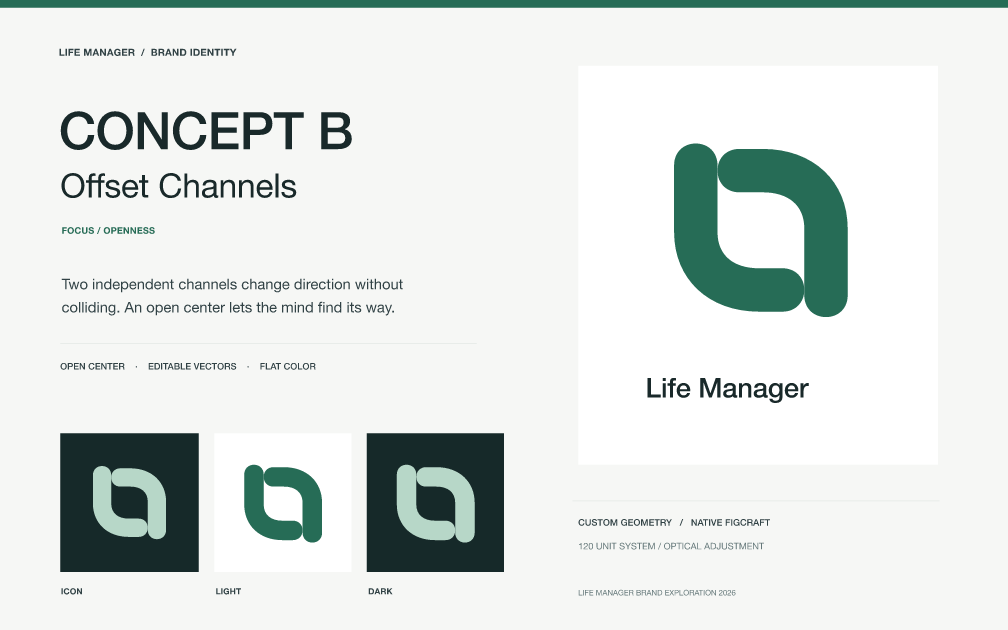 LIFE MANAGER / BRAND IDENTITY
CONCEPT B
Offset Channels
FOCUS / OPENNESS
Two independent channels change direction without
colliding. An open center lets the mind find its way.
OPEN CENTER · EDITABLE VECTORS · FLAT COLOR
ICON
LIGHT
DARK
Life Manager
CUSTOM GEOMETRY / NATIVE FIGCRAFT
120 UNIT SYSTEM / OPTICAL ADJUSTMENT
LIFE MANAGER BRAND EXPLORATION 2026